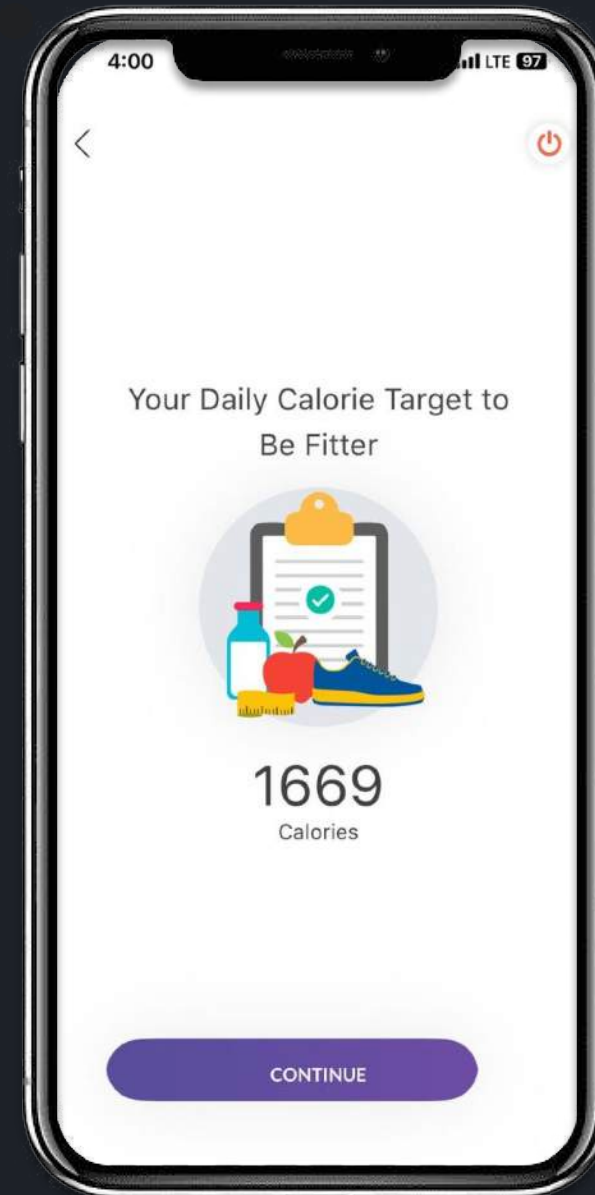 4:00
LTE 97
Your Daily Calorie Target to
Be Fitter
1669
Calories
CONTINUE